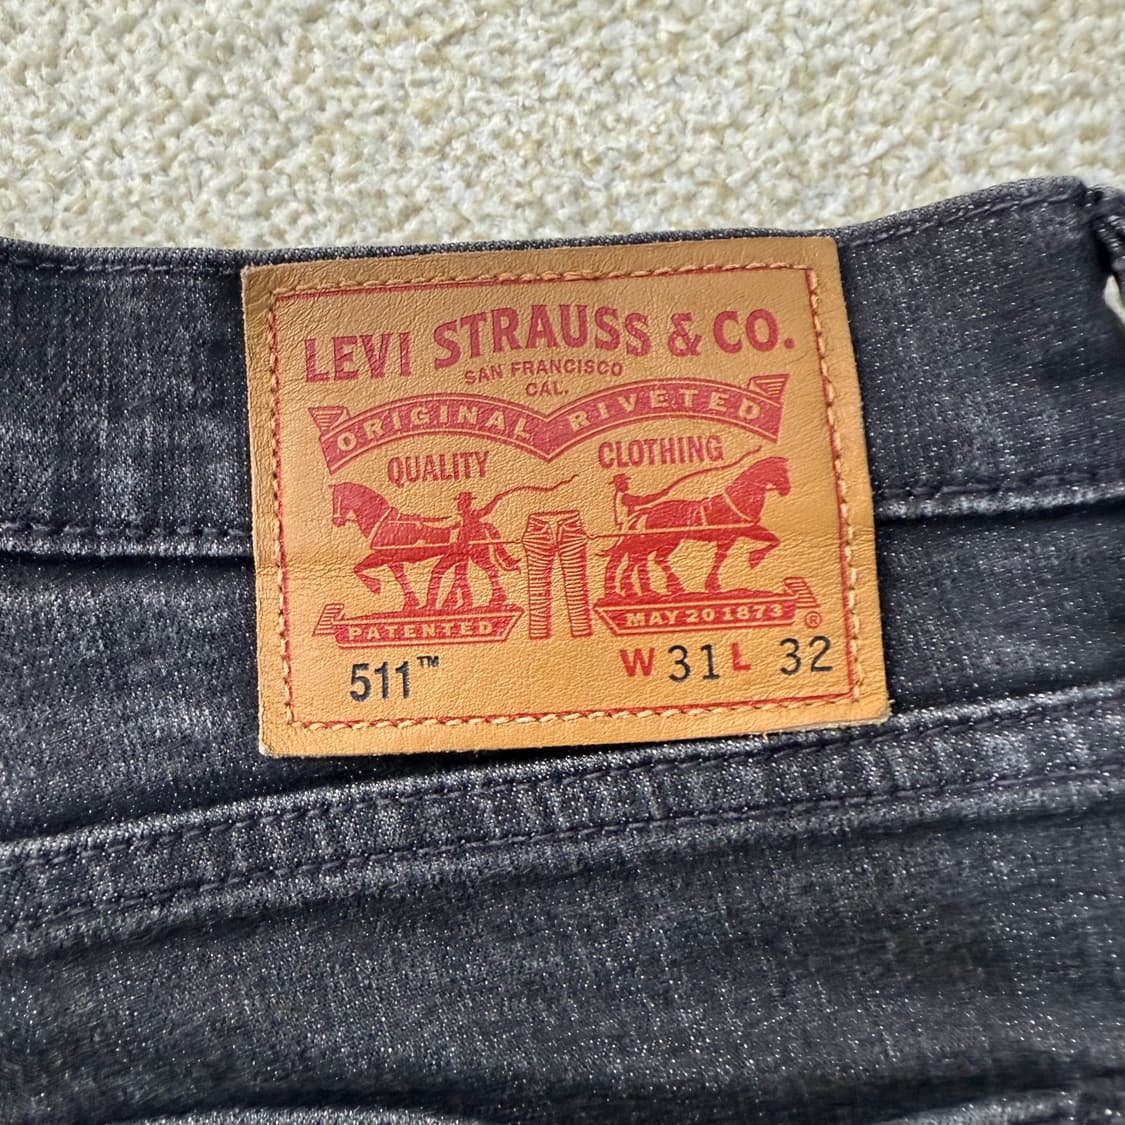 LEVI STRAUSS & CO.
SAN FRANCISCO
CAL.
ORIGINAL RIVETED
QUALITY CLOTHING
PATENTED MAY 20 1873 ®
511™ W 31 L 32